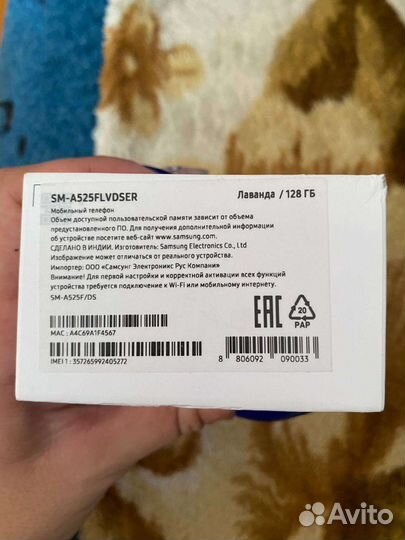 SM-A525FLVDSER
Лаванда / 128 ГБ
Мобильный телефон
Объем доступной пользовательской памяти зависит от объема
предустановленного ПО. Для получения дополнительной информации
об устройстве посетите веб-сайт www.samsung.com.
СДЕЛАНО В ИНДИИ. Изготовитель: Samsung Electronics Co., Ltd
Изображение может отличаться от реального устройства.
Импортер: ООО «Самсунг Электроникс Рус Компани»
Внимание! Для первой настройки и корректной активации всех функций
устройства требуется подключение к Wi-Fi или мобильному интернету.
SM-A525F/DS
EAC
20
PAP
MAC : A4C69A1F4567
IMEI 1 : 357265992405272
8 806092 090033
Avito